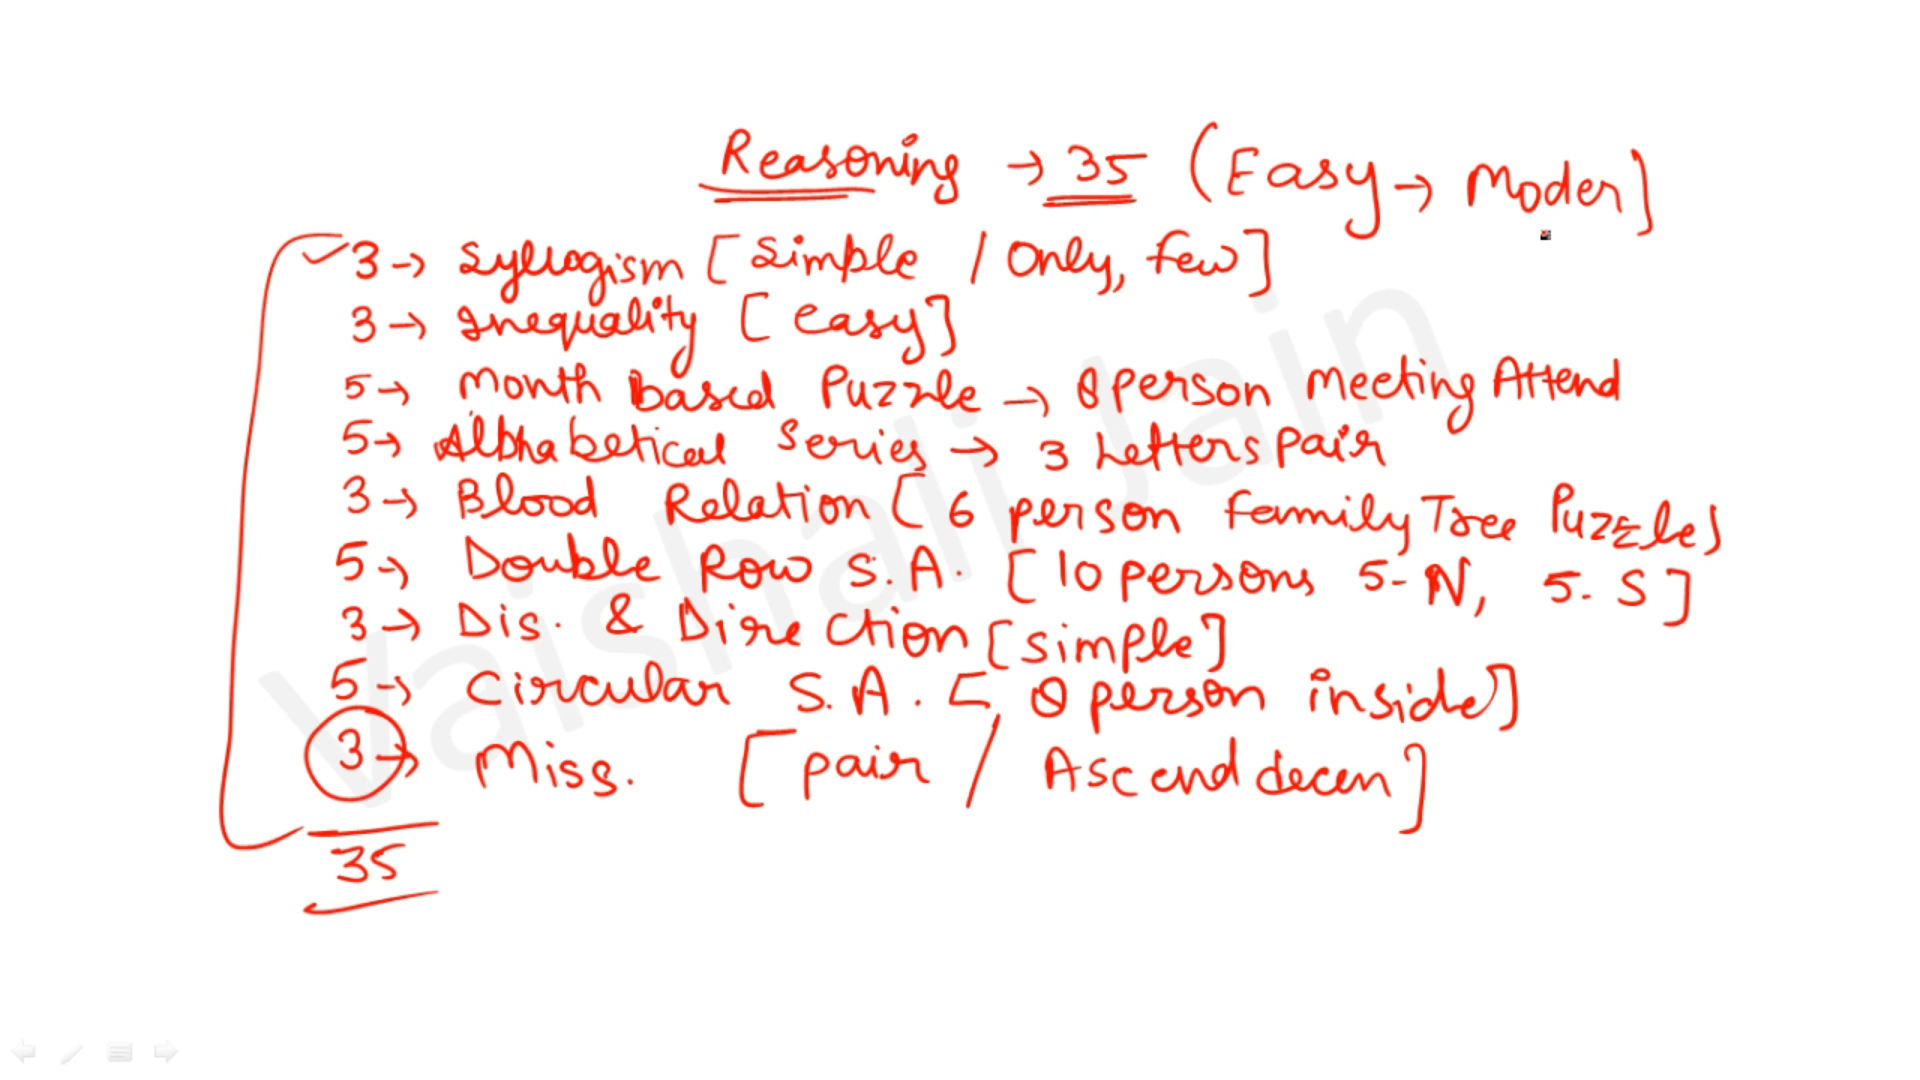 Reasoning → 35 (Easy → Moder]
3 → Syllogism [Simple / Only, few]
3 → Inequality [easy]
5 → Month based Puzzle → 8 person Meeting Attend
5 → Alphabetical Series → 3 Letters pair
3 → Blood Relation [6 person family Tree Puzzle]
5 → Double Row S.A. [10 persons 5-N, 5-S]
3 → Dis. & Direction [simple]
5 → Circular S.A. [8 person inside]
3 → Miss. [pair / Ascend decen]
35
Vaishali Jain